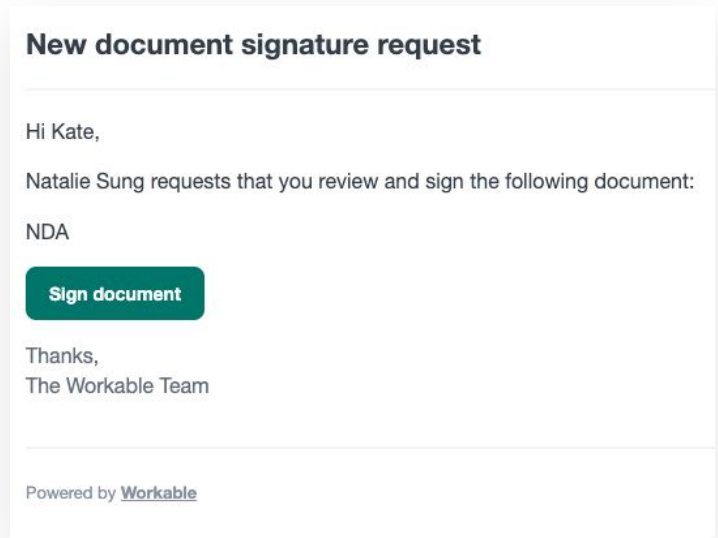 New document signature request
Hi Kate,
Natalie Sung requests that you review and sign the following document:
NDA
Sign document
Thanks,
The Workable Team
Powered by Workable